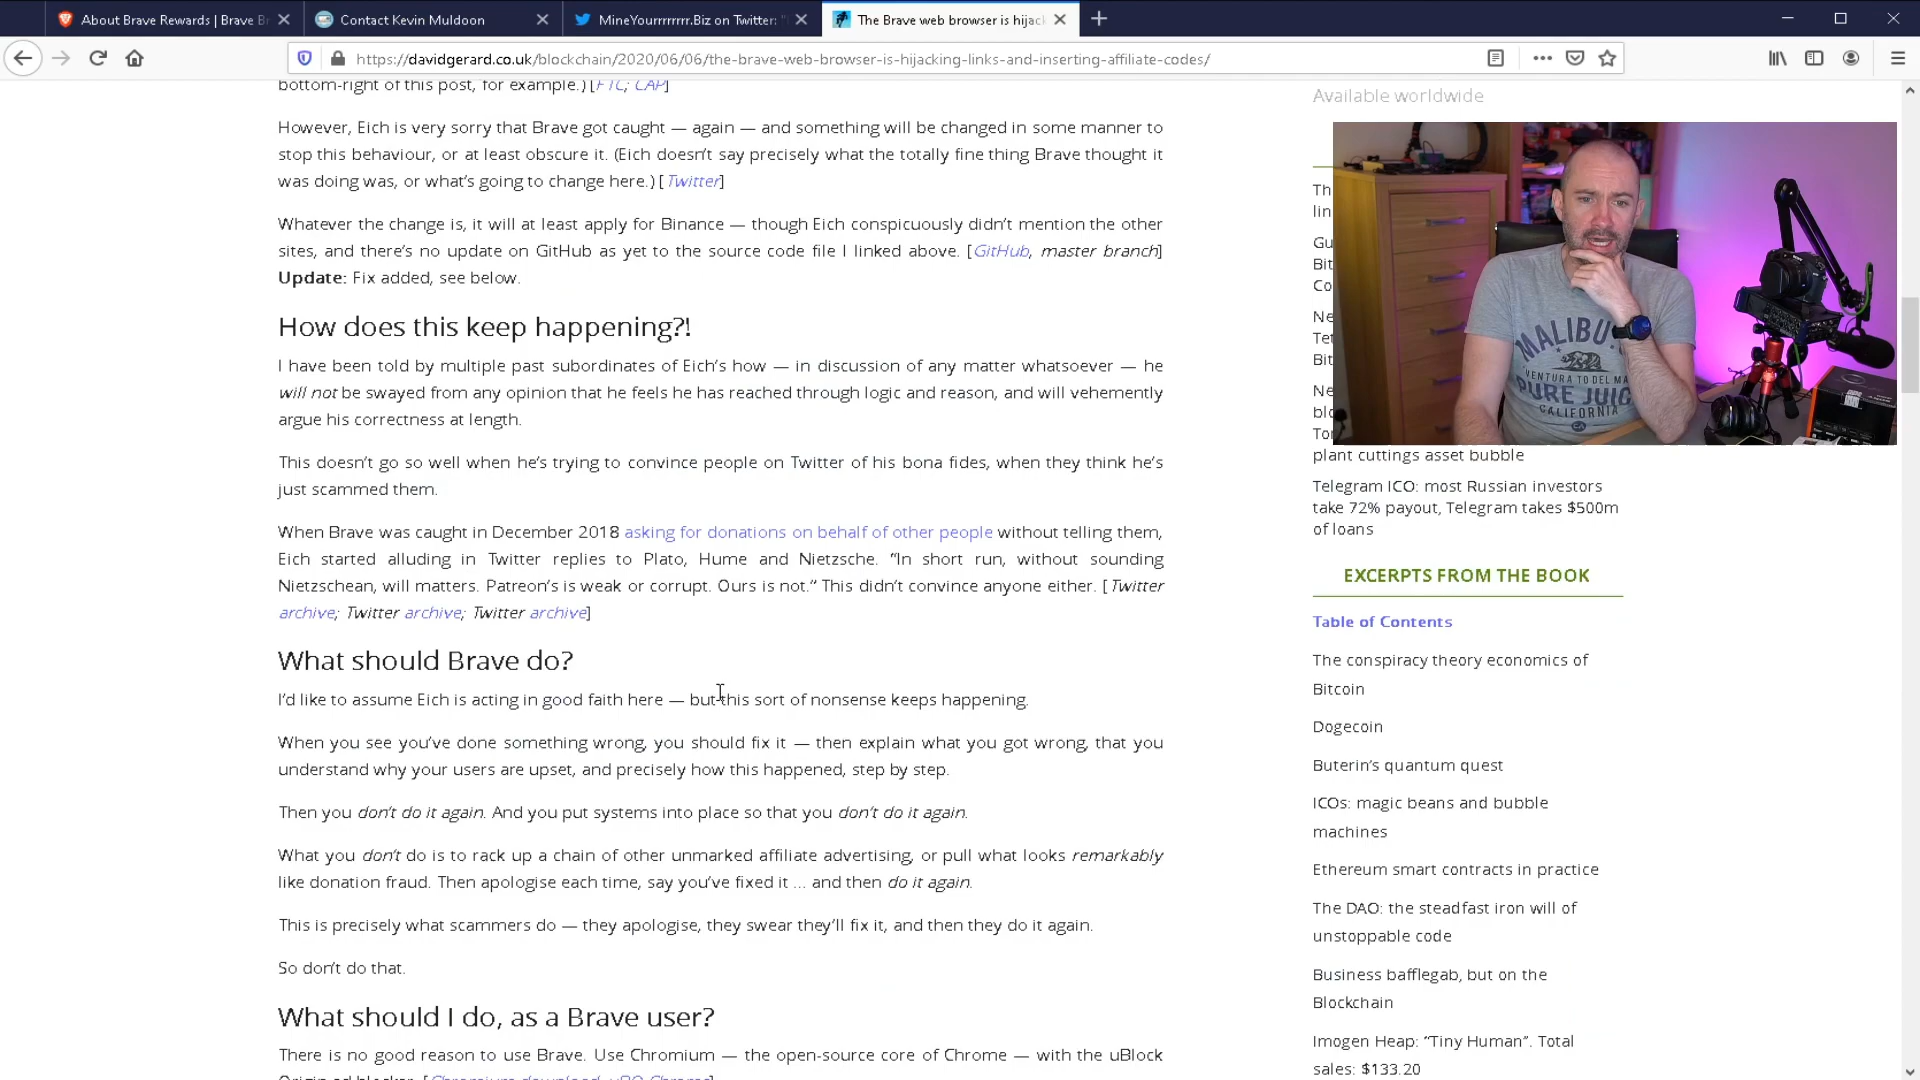 About Brave Rewards | Brave Br
Contact Kevin Muldoon
MineYourrrrrrr.Biz on Twitter: "
The Brave web browser is hijac
https://davidgerard.co.uk/blockchain/2020/06/06/the-brave-web-browser-is-hijacking-links-and-inserting-affiliate-codes/
bottom-right of this post, for example.) [FTC; CAP]
However, Eich is very sorry that Brave got caught — again — and something will be changed in some manner to
stop this behaviour, or at least obscure it. (Eich doesn't say precisely what the totally fine thing Brave thought it
was doing was, or what's going to change here.) [Twitter]
Whatever the change is, it will at least apply for Binance — though Eich conspicuously didn't mention the other
sites, and there's no update on GitHub as yet to the source code file I linked above. [GitHub, master branch]
Update: Fix added, see below.
How does this keep happening?!
I have been told by multiple past subordinates of Eich's how — in discussion of any matter whatsoever — he
will not be swayed from any opinion that he feels he has reached through logic and reason, and will vehemently
argue his correctness at length.
This doesn't go so well when he's trying to convince people on Twitter of his bona fides, when they think he's
just scammed them.
When Brave was caught in December 2018 asking for donations on behalf of other people without telling them,
Eich started alluding in Twitter replies to Plato, Hume and Nietzsche. “In short run, without sounding
Nietzschean, will matters. Patreon's is weak or corrupt. Ours is not.” This didn't convince anyone either. [Twitter
archive; Twitter archive; Twitter archive]
What should Brave do?
I'd like to assume Eich is acting in good faith here — but this sort of nonsense keeps happening.
When you see you've done something wrong, you should fix it — then explain what you got wrong, that you
understand why your users are upset, and precisely how this happened, step by step.
Then you don't do it again. And you put systems into place so that you don't do it again.
What you don't do is to rack up a chain of other unmarked affiliate advertising, or pull what looks remarkably
like donation fraud. Then apologise each time, say you've fixed it … and then do it again.
This is precisely what scammers do — they apologise, they swear they'll fix it, and then they do it again.
So don't do that.
What should I do, as a Brave user?
There is no good reason to use Brave. Use Chromium — the open-source core of Chrome — with the uBlock
Origin ad blocker. [Chromium download, uBO Chrome]
Available worldwide
Th
lin
Gu
Bit
Co
Ne
Tet
Bit
Ne
blo
Tor
plant cuttings asset bubble
Telegram ICO: most Russian investors
take 72% payout, Telegram takes $500m
of loans
EXCERPTS FROM THE BOOK
Table of Contents
The conspiracy theory economics of
Bitcoin
Dogecoin
Buterin's quantum quest
ICOs: magic beans and bubble
machines
Ethereum smart contracts in practice
The DAO: the steadfast iron will of
unstoppable code
Business bafflegab, but on the
Blockchain
Imogen Heap: “Tiny Human”. Total
sales: $133.20
MALIBU
VENTURA TO DEL MA
PURE JUIC
CALIFORNIA